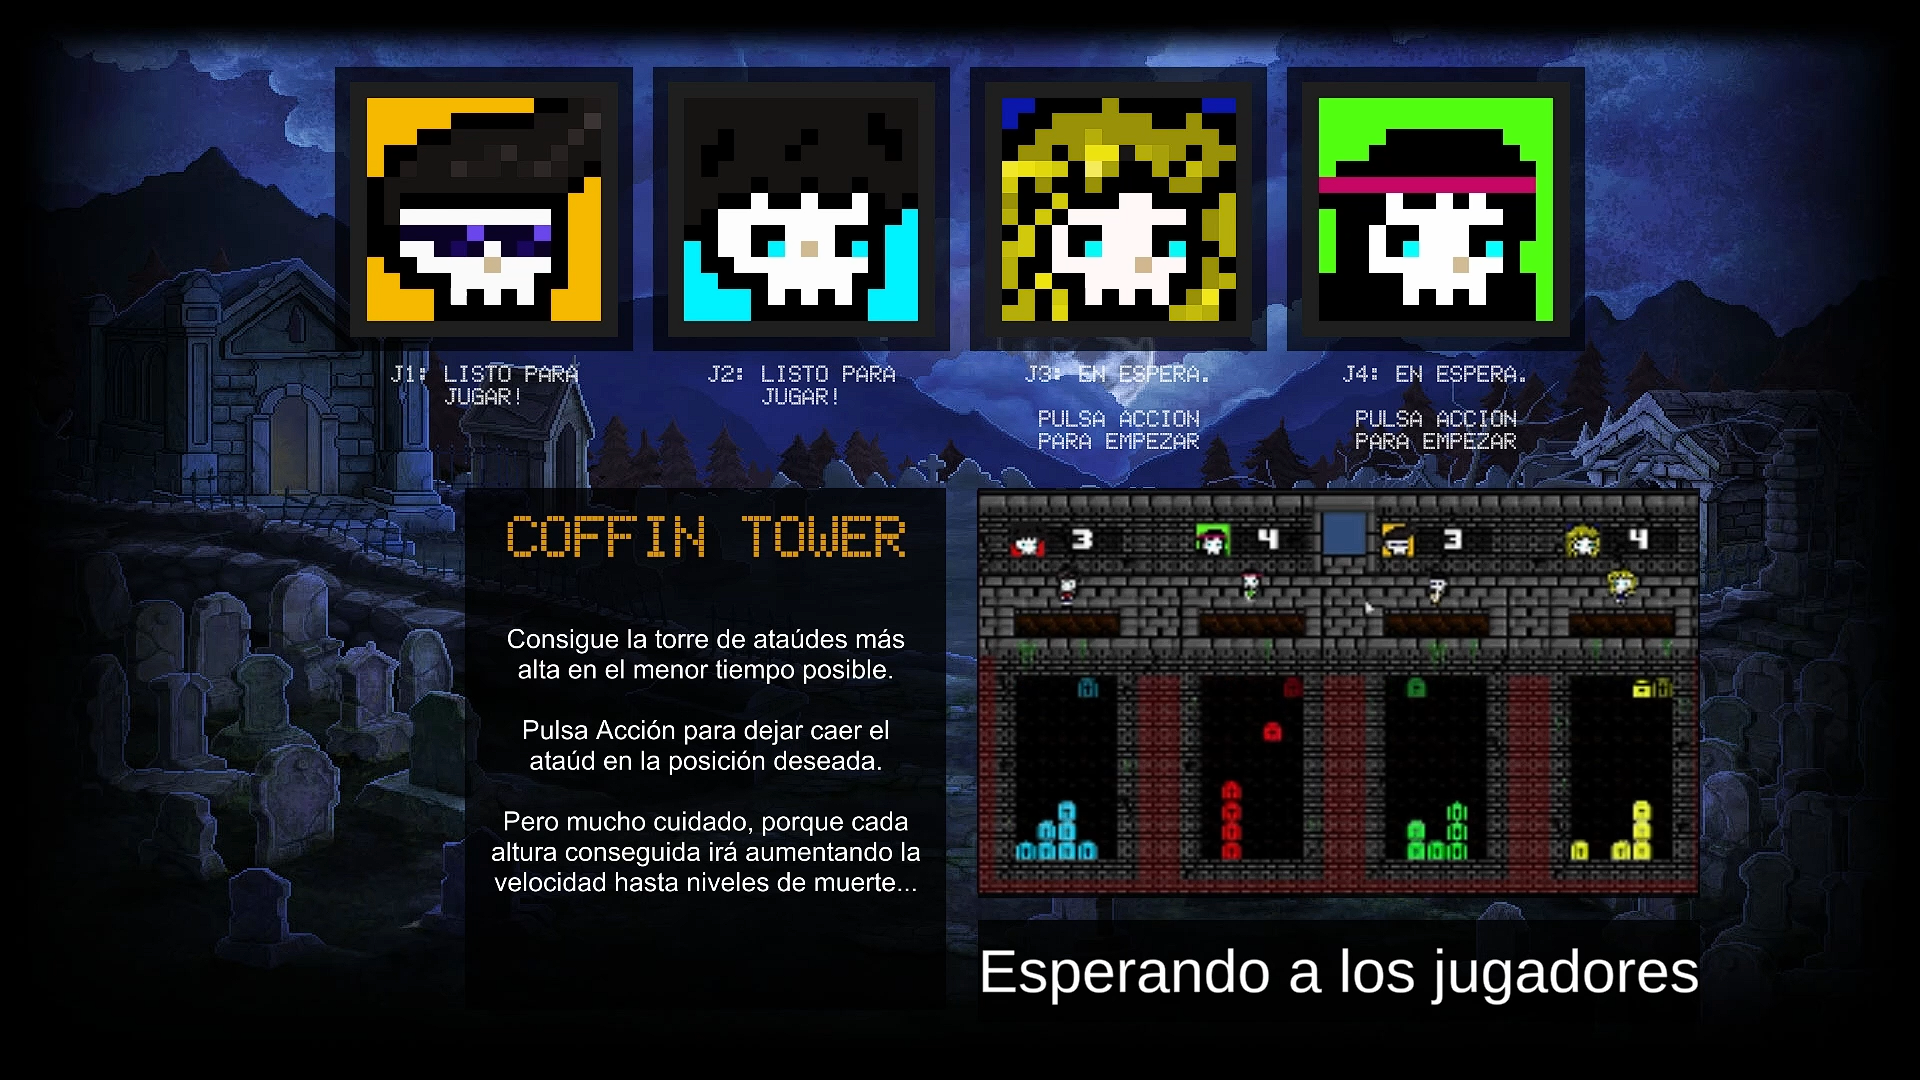 J1: LISTO PARA
JUGAR!
J2: LISTO PARA
JUGAR!
J3: EN ESPERA.
PULSA ACCION
PARA EMPEZAR
J4: EN ESPERA.
PULSA ACCION
PARA EMPEZAR
COFFIN TOWER
Consigue la torre de ataúdes más
alta en el menor tiempo posible.
Pulsa Acción para dejar caer el
ataúd en la posición deseada.
Pero mucho cuidado, porque cada
altura conseguida irá aumentando la
velocidad hasta niveles de muerte...
3 4 3 4
Esperando a los jugadores